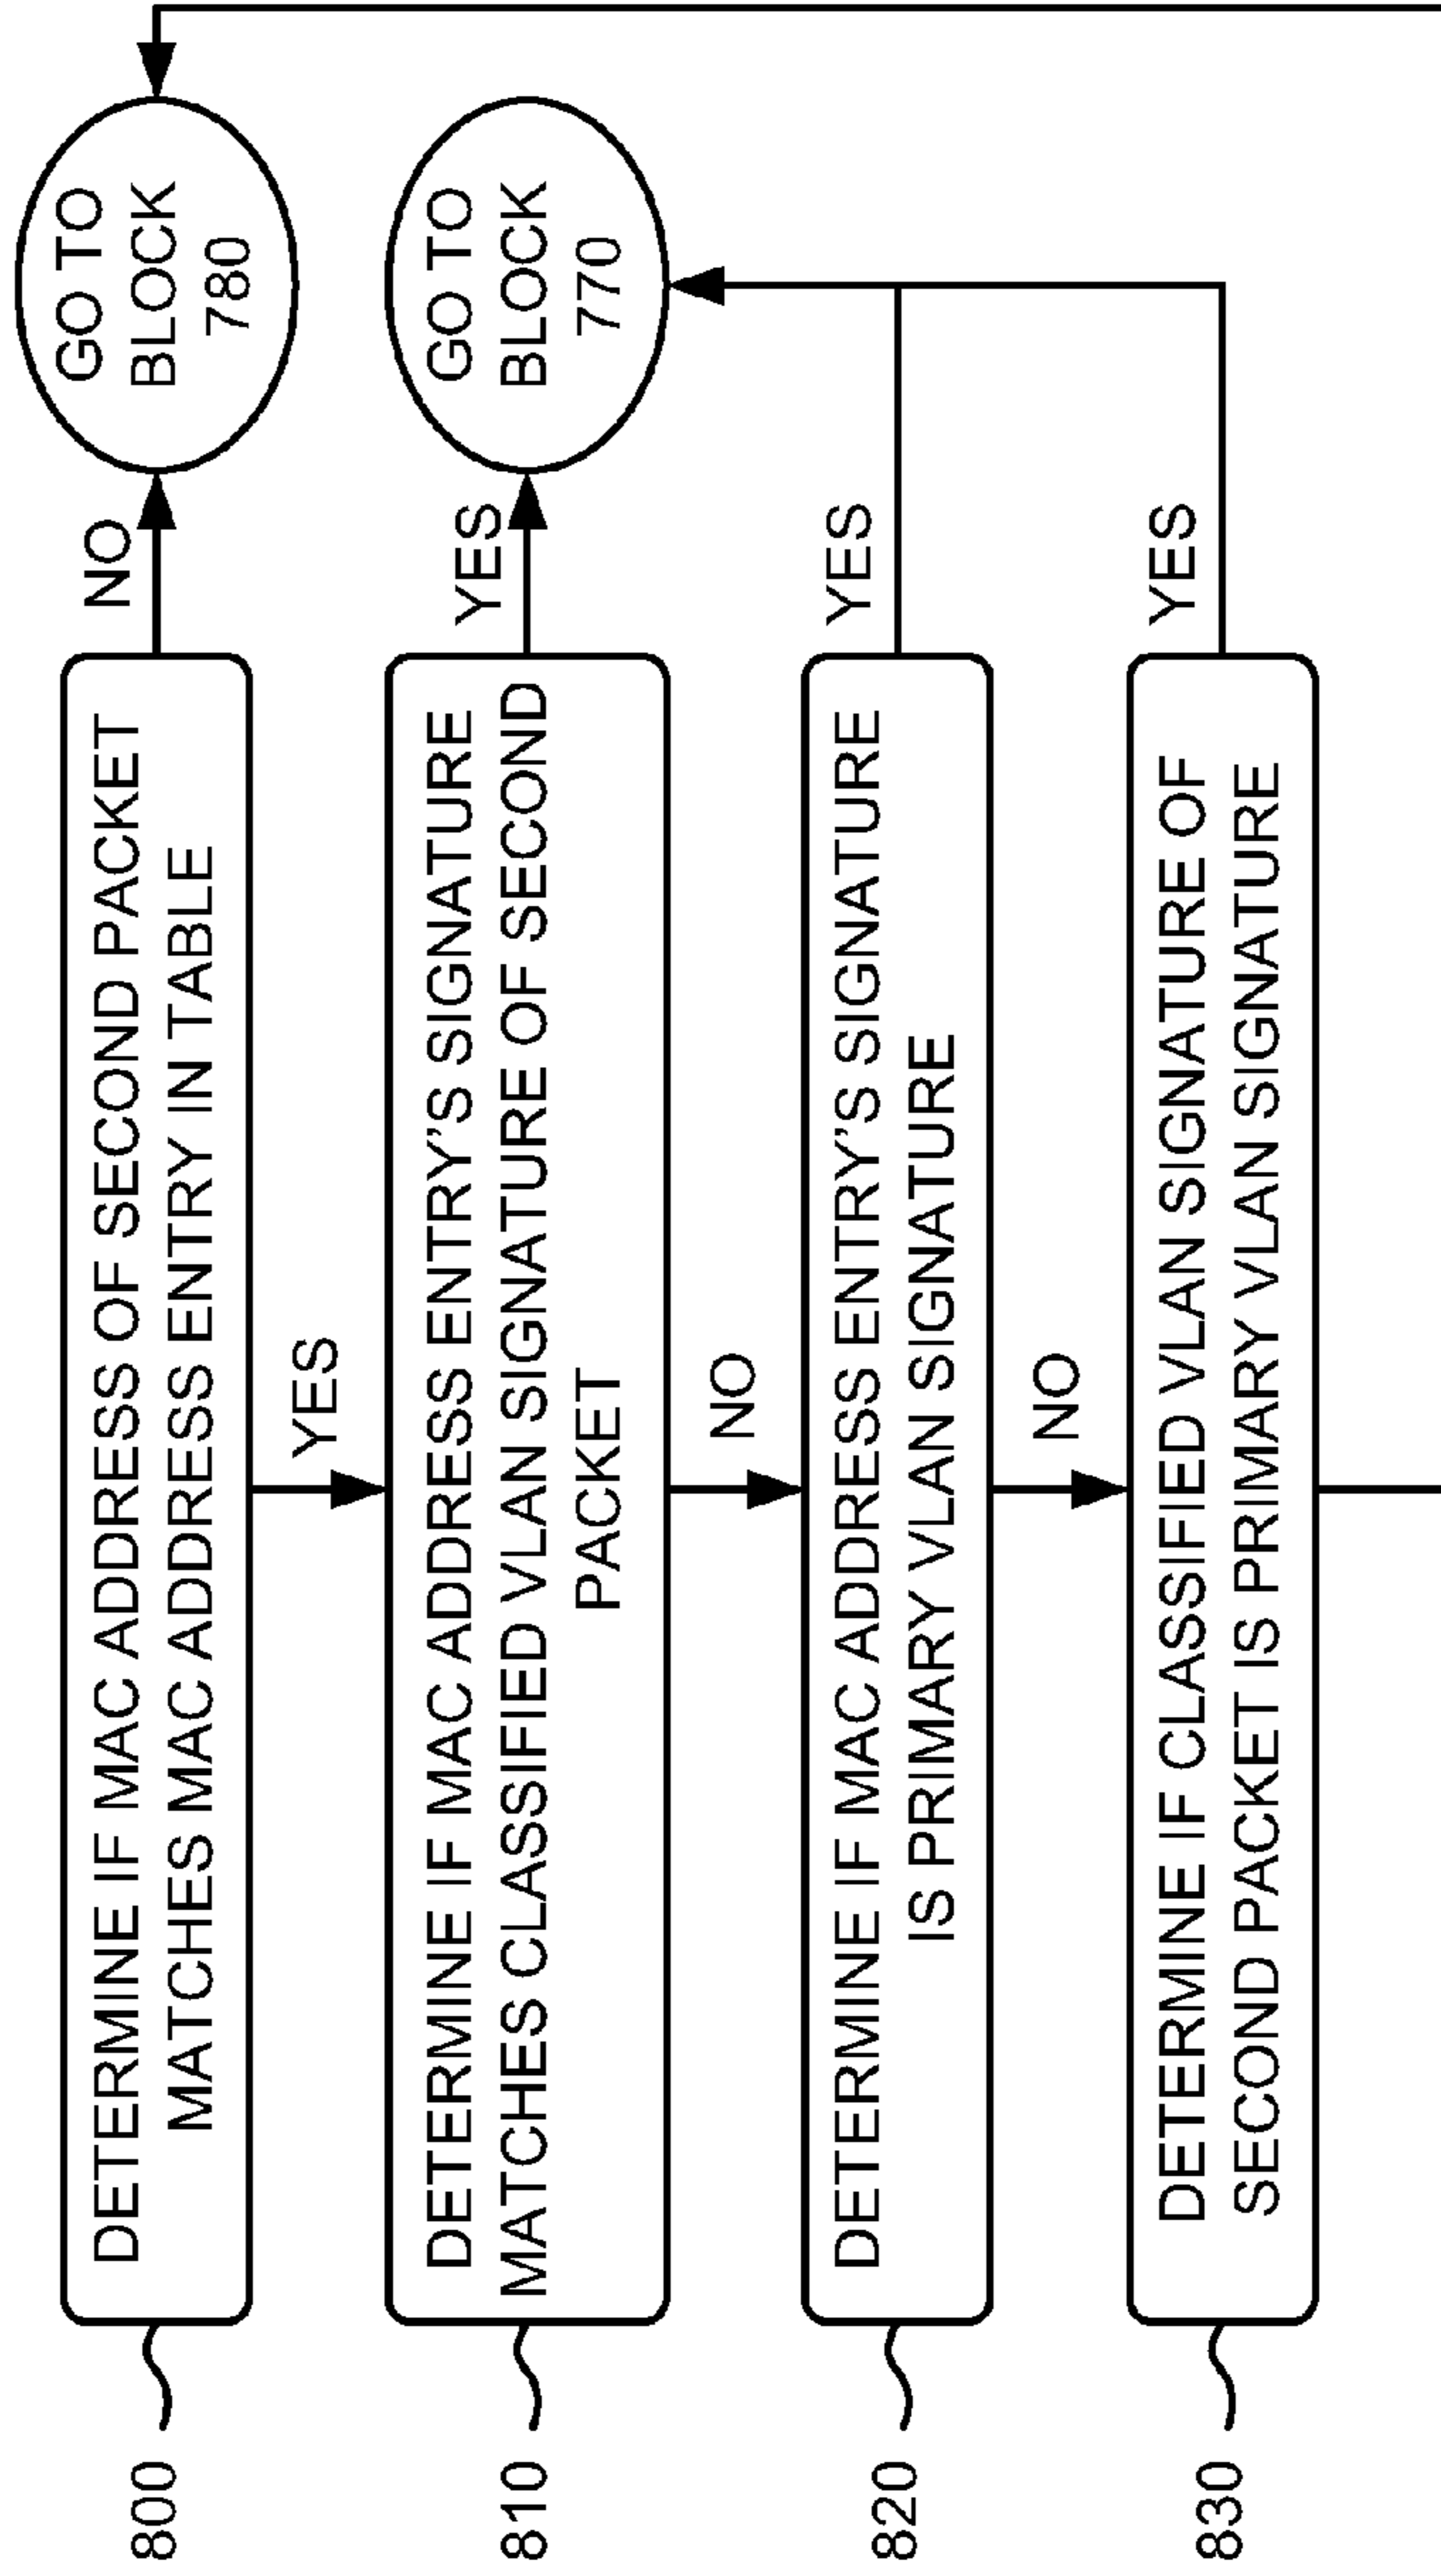 800
DETERMINE IF MAC ADDRESS OF SECOND PACKET
MATCHES MAC ADDRESS ENTRY IN TABLE
NO
GO TO
BLOCK
780
YES
810
DETERMINE IF MAC ADDRESS ENTRY'S SIGNATURE
MATCHES CLASSIFIED VLAN SIGNATURE OF SECOND
PACKET
YES
GO TO
BLOCK
770
NO
820
DETERMINE IF MAC ADDRESS ENTRY'S SIGNATURE
IS PRIMARY VLAN SIGNATURE
YES
NO
830
DETERMINE IF CLASSIFIED VLAN SIGNATURE OF
SECOND PACKET IS PRIMARY VLAN SIGNATURE
YES